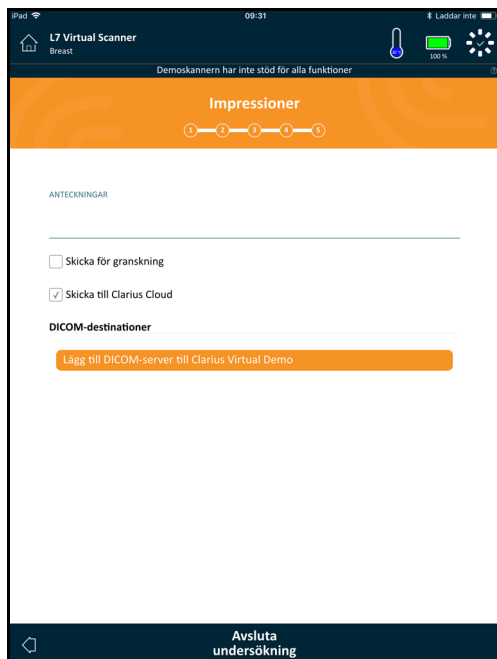 iPad 09:31 Laddar inte
L7 Virtual Scanner
Breast
100 %
Demoskannern har inte stöd för alla funktioner
Impressioner
1 2 3 4 5
ANTECKNINGAR
Skicka för granskning
Skicka till Clarius Cloud
DICOM-destinationer
Lägg till DICOM-server till Clarius Virtual Demo
Avsluta
undersökning